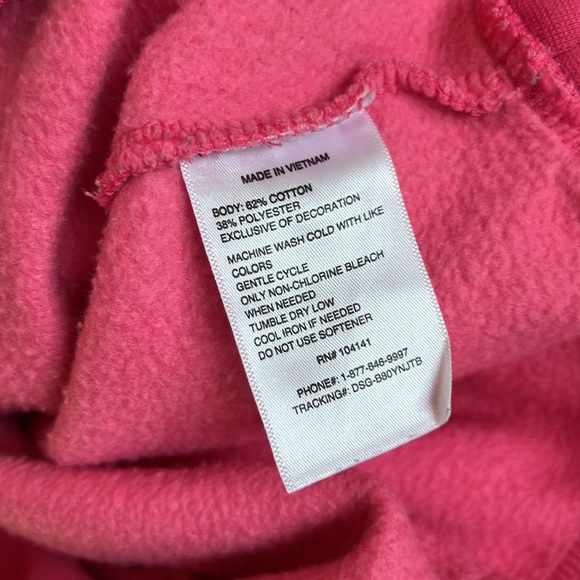 MADE IN VIETNAM
BODY: 62% COTTON
38% POLYESTER
EXCLUSIVE OF DECORATION
MACHINE WASH COLD WITH LIKE
COLORS
GENTLE CYCLE
ONLY NON-CHLORINE BLEACH
WHEN NEEDED
TUMBLE DRY LOW
COOL IRON IF NEEDED
DO NOT USE SOFTENER
RN# 104141
PHONE#: 1-877-846-9997
TRACKING#: DSG-B80YNJTB